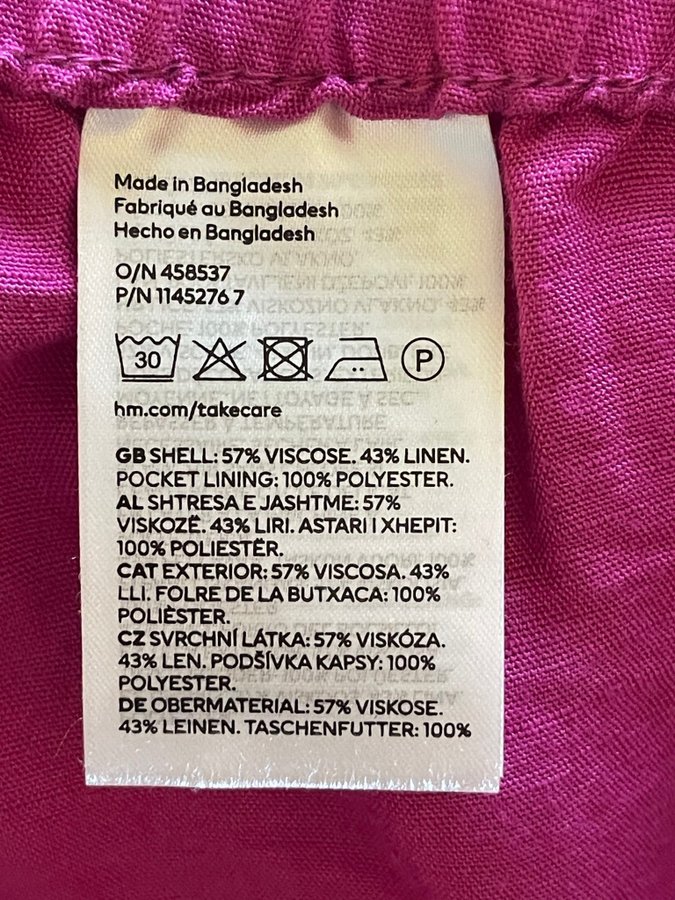 Made in Bangladesh
Fabriqué au Bangladesh
Hecho en Bangladesh
O/N 458537
P/N 1145276 7
30
P
hm.com/takecare
GB SHELL: 57% VISCOSE. 43% LINEN.
POCKET LINING: 100% POLYESTER.
AL SHTRESA E JASHTME: 57%
VISKOZË. 43% LIRI. ASTARI I XHEPIT:
100% POLIESTËR.
CAT EXTERIOR: 57% VISCOSA. 43%
LLI. FOLRE DE LA BUTXACA: 100%
POLIÈSTER.
CZ SVRCHNÍ LÁTKA: 57% VISKÓZA.
43% LEN. PODŠÍVKA KAPSY: 100%
POLYESTER.
DE OBERMATERIAL: 57% VISKOSE.
43% LEINEN. TASCHENFUTTER: 100%